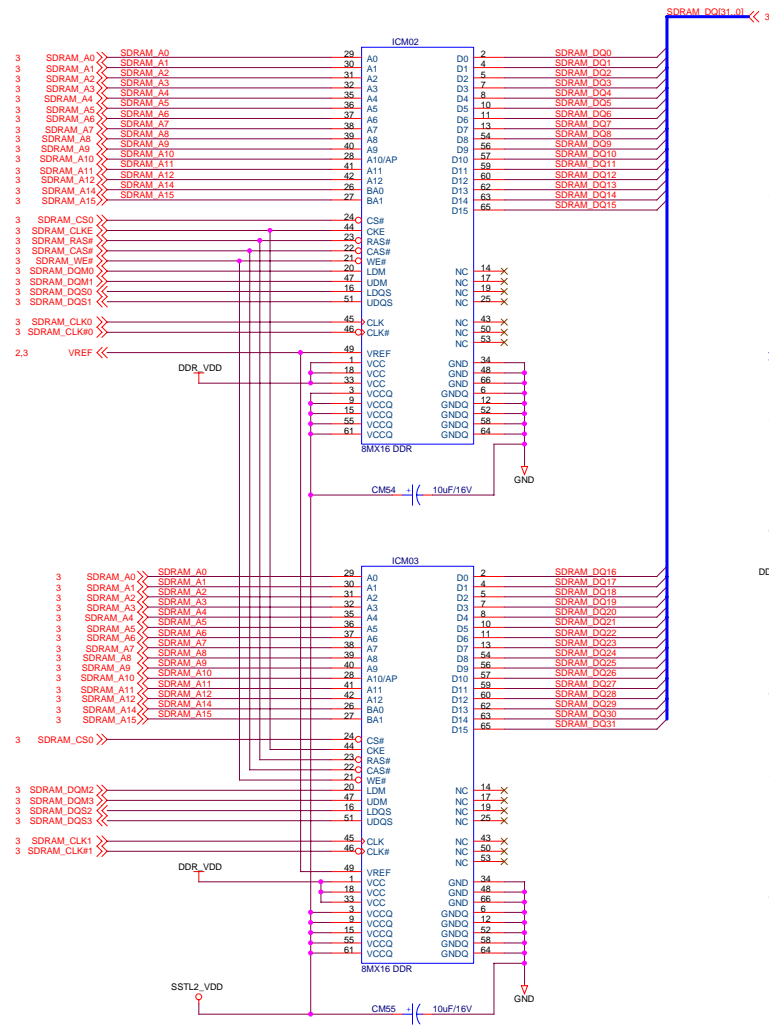 SDRAM_DQ[31..0] 3
ICM02
3 SDRAM_A0 SDRAM_A0 29 A0 D0 2 SDRAM_DQ0
3 SDRAM_A1 SDRAM_A1 30 A1 D1 4 SDRAM_DQ1
3 SDRAM_A2 SDRAM_A2 31 A2 D2 5 SDRAM_DQ2
3 SDRAM_A3 SDRAM_A3 32 A3 D3 7 SDRAM_DQ3
3 SDRAM_A4 SDRAM_A4 35 A4 D4 8 SDRAM_DQ4
3 SDRAM_A5 SDRAM_A5 36 A5 D5 10 SDRAM_DQ5
3 SDRAM_A6 SDRAM_A6 37 A6 D6 11 SDRAM_DQ6
3 SDRAM_A7 SDRAM_A7 38 A7 D7 13 SDRAM_DQ7
3 SDRAM_A8 SDRAM_A8 39 A8 D8 54 SDRAM_DQ8
3 SDRAM_A9 SDRAM_A9 40 A9 D9 56 SDRAM_DQ9
3 SDRAM_A10 SDRAM_A10 28 A10/AP D10 57 SDRAM_DQ10
3 SDRAM_A11 SDRAM_A11 41 A11 D11 59 SDRAM_DQ11
3 SDRAM_A12 SDRAM_A12 42 A12 D12 60 SDRAM_DQ12
3 SDRAM_A14 SDRAM_A14 26 BA0 D13 62 SDRAM_DQ13
3 SDRAM_A15 SDRAM_A15 27 BA1 D14 63 SDRAM_DQ14
D15 65 SDRAM_DQ15
3 SDRAM_CS0 24 CS#
3 SDRAM_CLKE 44 CKE
3 SDRAM_RAS# 23 RAS#
3 SDRAM_CAS# 22 CAS#
3 SDRAM_WE# 21 WE#
3 SDRAM_DQM0 20 LDM NC 14
3 SDRAM_DQM1 47 UDM NC 17
3 SDRAM_DQS0 16 LDQS NC 19
3 SDRAM_DQS1 51 UDQS NC 25
3 SDRAM_CLK0 45 CLK NC 43
3 SDRAM_CLK#0 46 CLK# NC 50
NC 53
2,3 VREF 49 VREF
1 VCC GND 34
DDR_VDD 18 VCC GND 48
33 VCC GND 66
3 VCCQ GNDQ 6
9 VCCQ GNDQ 12
15 VCCQ GNDQ 52
55 VCCQ GNDQ 58
61 VCCQ GNDQ 64
8MX16 DDR
GND
CM54 + 10uF/16V
ICM03
3 SDRAM_A0 SDRAM_A0 29 A0 D0 2 SDRAM_DQ16
3 SDRAM_A1 SDRAM_A1 30 A1 D1 4 SDRAM_DQ17
3 SDRAM_A2 SDRAM_A2 31 A2 D2 5 SDRAM_DQ18
3 SDRAM_A3 SDRAM_A3 32 A3 D3 7 SDRAM_DQ19
3 SDRAM_A4 SDRAM_A4 35 A4 D4 8 SDRAM_DQ20
3 SDRAM_A5 SDRAM_A5 36 A5 D5 10 SDRAM_DQ21
3 SDRAM_A6 SDRAM_A6 37 A6 D6 11 SDRAM_DQ22
3 SDRAM_A7 SDRAM_A7 38 A7 D7 13 SDRAM_DQ23
3 SDRAM_A8 SDRAM_A8 39 A8 D8 54 SDRAM_DQ24
3 SDRAM_A9 SDRAM_A9 40 A9 D9 56 SDRAM_DQ25
3 SDRAM_A10 SDRAM_A10 28 A10/AP D10 57 SDRAM_DQ26
3 SDRAM_A11 SDRAM_A11 41 A11 D11 59 SDRAM_DQ27
3 SDRAM_A12 SDRAM_A12 42 A12 D12 60 SDRAM_DQ28
3 SDRAM_A14 SDRAM_A14 26 BA0 D13 62 SDRAM_DQ29
3 SDRAM_A15 SDRAM_A15 27 BA1 D14 63 SDRAM_DQ30
D15 65 SDRAM_DQ31
3 SDRAM_CS0 24 CS#
44 CKE
23 RAS#
22 CAS#
21 WE#
3 SDRAM_DQM2 20 LDM NC 14
3 SDRAM_DQM3 47 UDM NC 17
3 SDRAM_DQS2 16 LDQS NC 19
3 SDRAM_DQS3 51 UDQS NC 25
3 SDRAM_CLK1 45 CLK NC 43
3 SDRAM_CLK#1 46 CLK# NC 50
NC 53
DDR_VDD 49 VREF
1 VCC GND 34
18 VCC GND 48
33 VCC GND 66
3 VCCQ GNDQ 6
9 VCCQ GNDQ 12
15 VCCQ GNDQ 52
55 VCCQ GNDQ 58
61 VCCQ GNDQ 64
8MX16 DDR
SSTL2_VDD
GND
CM55 + 10uF/16V